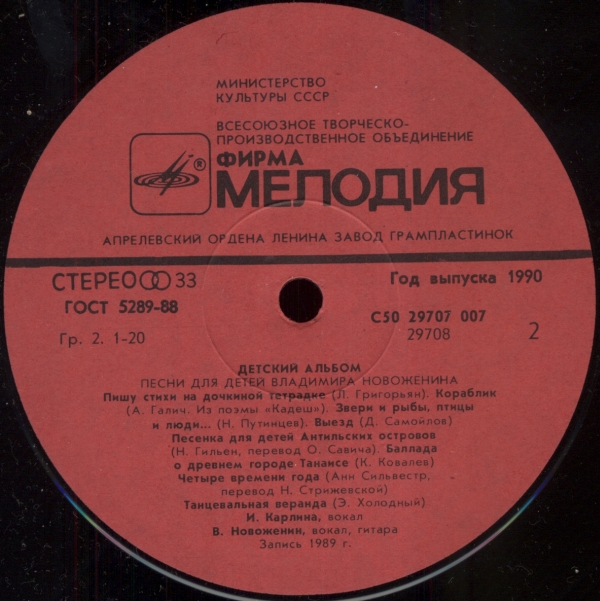 МИНИСТЕРСТВО
КУЛЬТУРЫ СССР
ВСЕСОЮЗНОЕ ТВОРЧЕСКО-
ПРОИЗВОДСТВЕННОЕ ОБЪЕДИНЕНИЕ
®
ФИРМА
МЕЛОДИЯ
АПРЕЛЕВСКИЙ ОРДЕНА ЛЕНИНА ЗАВОД ГРАМПЛАСТИНОК
СТЕРЕО 33
Год выпуска 1990
ГОСТ 5289-88
С50 29707 007
Гр. 2. 1-20
29708
2
ДЕТСКИЙ АЛЬБОМ
ПЕСНИ ДЛЯ ДЕТЕЙ ВЛАДИМИРА НОВОЖЕНИНА
Пишу стихи на дочкиной тетрадке (Л. Григорьян). Кораблик
(А. Галич. Из поэмы «Кадеш»). Звери и рыбы, птицы
и люди... (Н. Путинцев). Выезд (Д. Самойлов)
Песенка для детей Антильских островов
(Н. Гильен, перевод О. Савича). Баллада
о древнем городе Танаисе (К. Ковалев)
Четыре времени года (Анн Сильвестр,
перевод Н. Стрижевской)
Танцевальная веранда (Э. Холодный)
И. Карлина, вокал
В. Новоженин, вокал, гитара
Запись 1989 г.